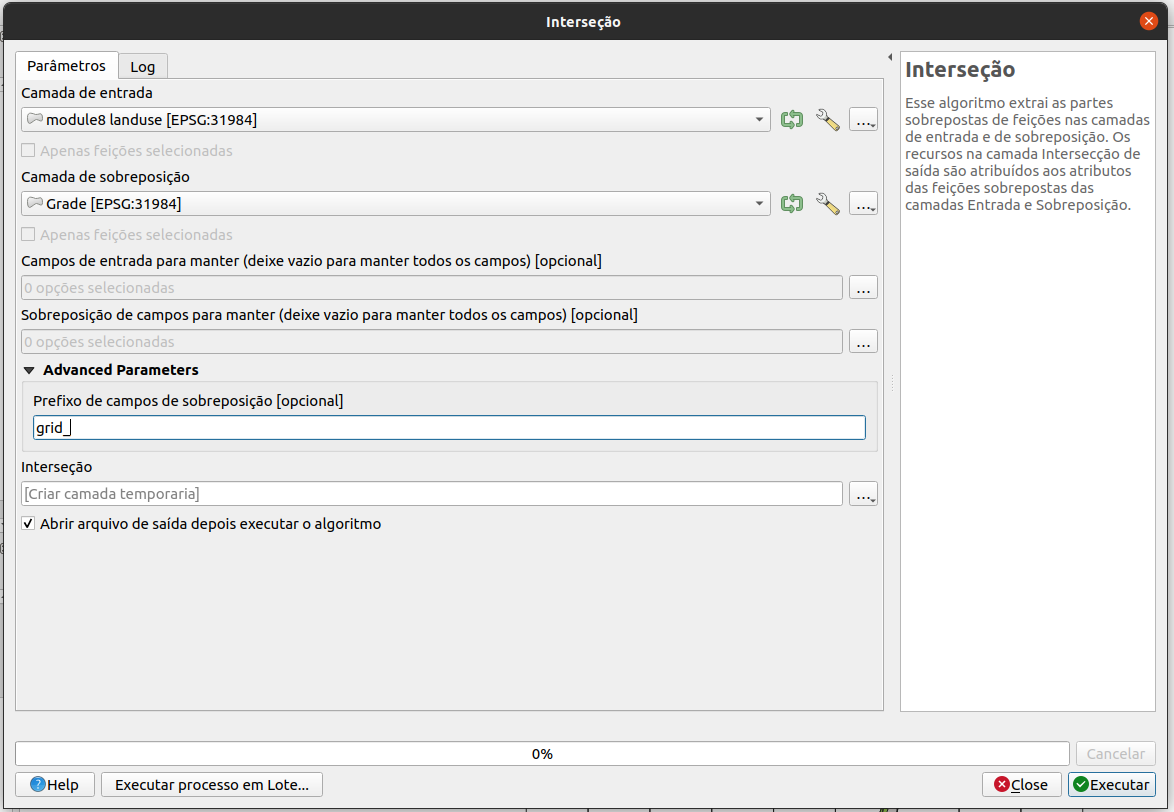 Interseção
Parâmetros
Log
Camada de entrada
module8 landuse [EPSG:31984]
...
Apenas feições selecionadas
Camada de sobreposição
Grade [EPSG:31984]
...
Apenas feições selecionadas
Campos de entrada para manter (deixe vazio para manter todos os campos) [opcional]
0 opções selecionadas
...
Sobreposição de campos para manter (deixe vazio para manter todos os campos) [opcional]
0 opções selecionadas
...
Advanced Parameters
Prefixo de campos de sobreposição [opcional]
grid_
Interseção
[Criar camada temporaria]
...
Abrir arquivo de saída depois executar o algoritmo
Interseção
Esse algoritmo extrai as partes
sobrepostas de feições nas camadas
de entrada e de sobreposição. Os
recursos na camada Intersecção de
saída são atribuídos aos atributos
das feições sobrepostas das
camadas Entrada e Sobreposição.
0%
Cancelar
Help
Executar processo em Lote...
Close
Executar